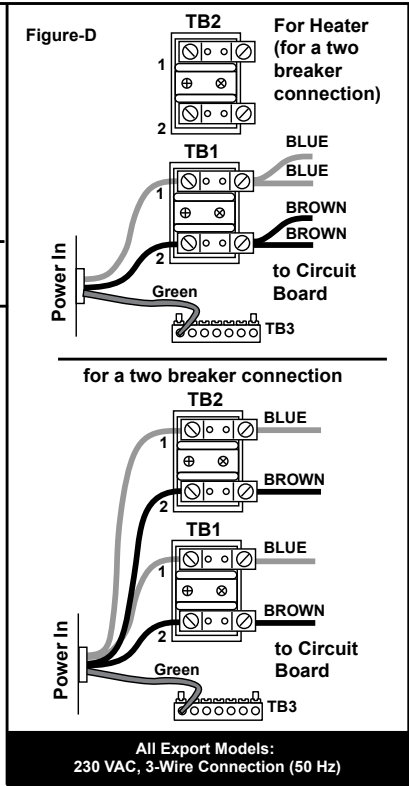 Figure-D
TB2
For Heater
(for a two
breaker
connection)
1
2
TB1
BLUE
BLUE
1
BROWN
BROWN
2
to Circuit
Board
Power In
Green
TB3
for a two breaker connection
TB2
BLUE
1
BROWN
2
TB1
BLUE
1
BROWN
2
to Circuit
Board
Power In
Green
TB3
All Export Models:
230 VAC, 3-Wire Connection (50 Hz)